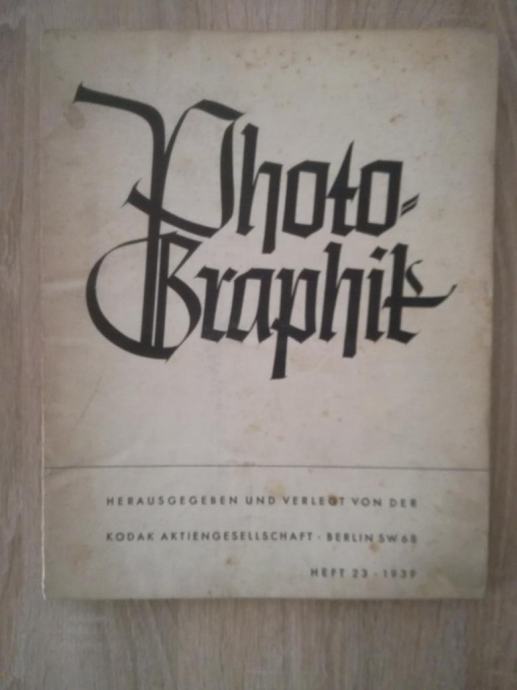 Photo-
Graphik
HERAUSGEGEBEN UND VERLEGT VON DER
KODAK AKTIENGESELLSCHAFT · BERLIN SW 68
HEFT 23 · 1939